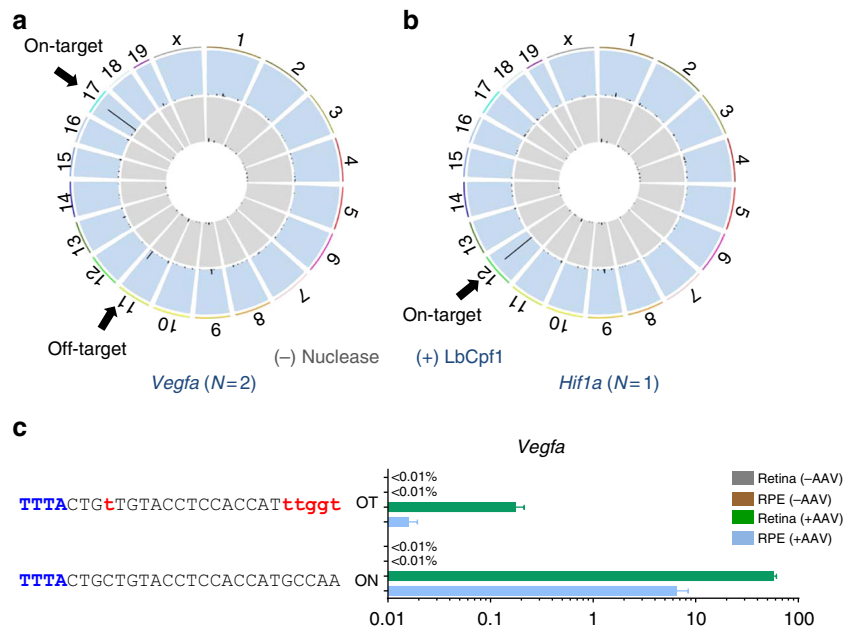 a
On-target
x 1 2 3 4 5 6 7 8 9 10 11 12 13 14 15 16 17 18 19
Off-target
b
x 1 2 3 4 5 6 7 8 9 10 11 12 13 14 15 16 17 18 19
On-target
(–) Nuclease (+) LbCpf1
Vegfa (N=2)
Hif1a (N=1)
c
Vegfa
TTTACTGtTGTACCTCCACCATttggt OT
<0.01%
<0.01%
TTTACTGCTGTACCTCCACCATGCCAA ON
<0.01%
<0.01%
Retina (–AAV)
RPE (–AAV)
Retina (+AAV)
RPE (+AAV)
0.01 0.1 1 10 100